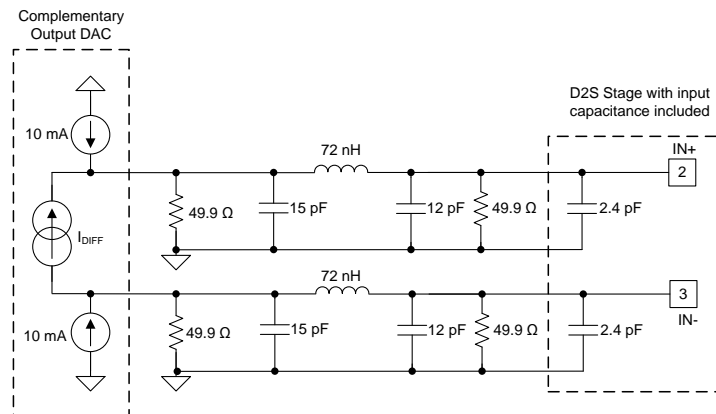 Complementary
Output DAC
D2S Stage with input
capacitance included
10 mA
72 nH
IN+
2
49.9 Ω
15 pF
12 pF
49.9 Ω
2.4 pF
IDIFF
72 nH
3
IN-
10 mA
49.9 Ω
15 pF
12 pF
49.9 Ω
2.4 pF